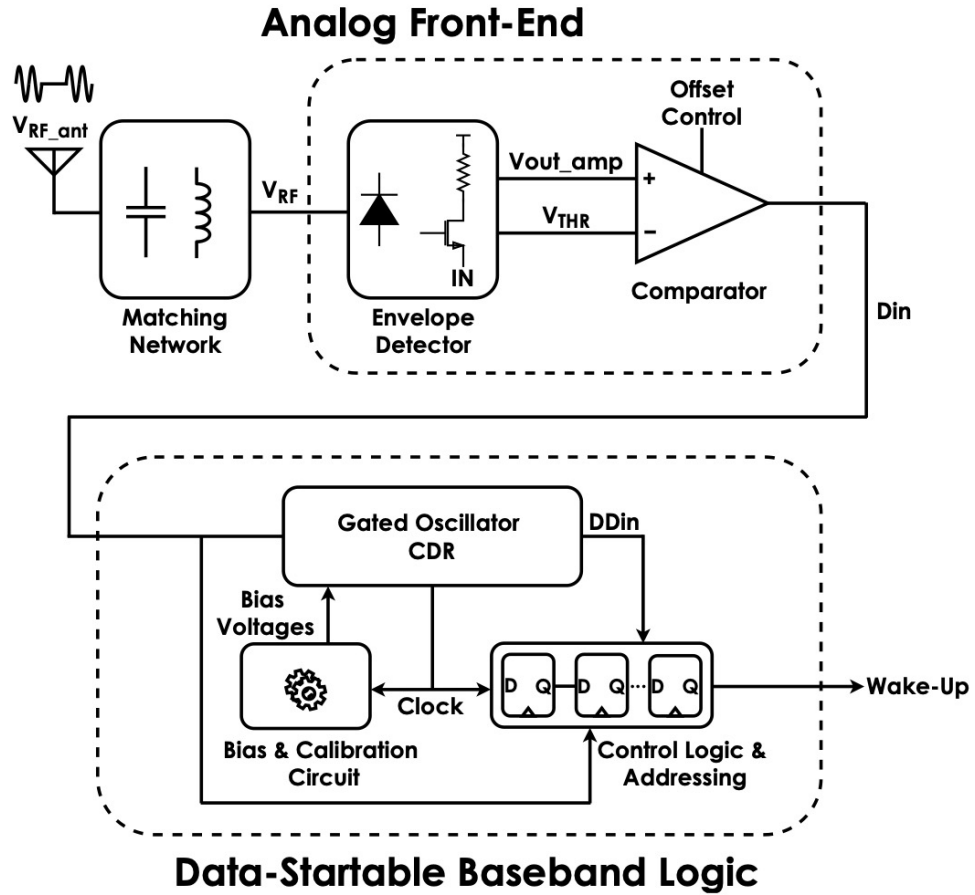 Analog Front-End
V_RF_ant
Offset
Control
Vout_amp
V_RF
V_THR
+
−
IN
Comparator
Matching
Network
Envelope
Detector
Din
Gated Oscillator
CDR
DDin
Bias
Voltages
D Q D Q ... D Q
Wake-Up
Clock
Bias & Calibration
Circuit
Control Logic &
Addressing
Data-Startable Baseband Logic